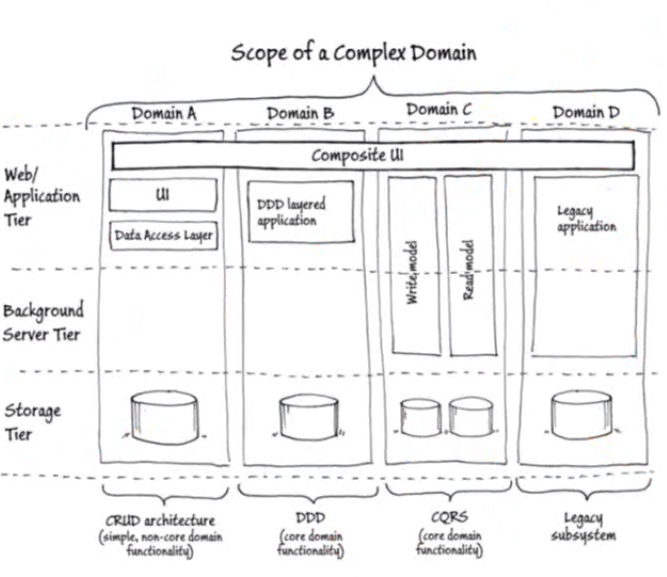 Scope of a Complex Domain
Domain A
Domain B
Domain C
Domain D
Web/
Application
Tier
Composite UI
UI
Data Access Layer
DDD layered
application
Write model
Read model
Legacy
application
Background
Server Tier
Storage
Tier
CRUD architecture
(simple, non-core domain
functionality)
DDD
(core domain
functionality)
CQRS
(core domain
functionality)
Legacy
subsystem